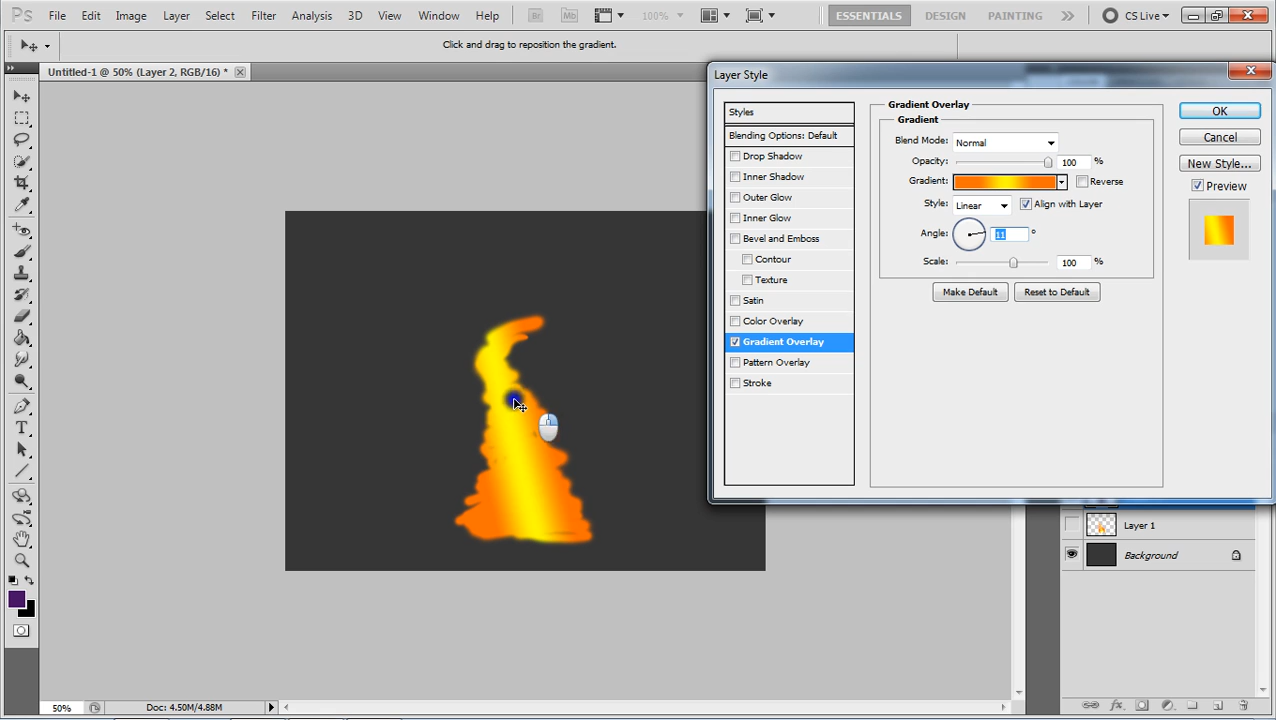 Ps File Edit Image Layer Select Filter Analysis 3D View Window Help Br Mb 100% ESSENTIALS DESIGN PAINTING CS Live
Click and drag to reposition the gradient.
Untitled-1 @ 50% (Layer 2, RGB/16) *
Layer Style
Styles
Blending Options: Default
Drop Shadow
Inner Shadow
Outer Glow
Inner Glow
Bevel and Emboss
Contour
Texture
Satin
Color Overlay
Gradient Overlay
Pattern Overlay
Stroke
Gradient Overlay
Gradient
Blend Mode: Normal
Opacity: 100 %
Gradient: Reverse
Style: Linear Align with Layer
Angle: 11 °
Scale: 100 %
Make Default Reset to Default
OK
Cancel
New Style...
Preview
Layer 1
Background
50% Doc: 4.50M/4.88M